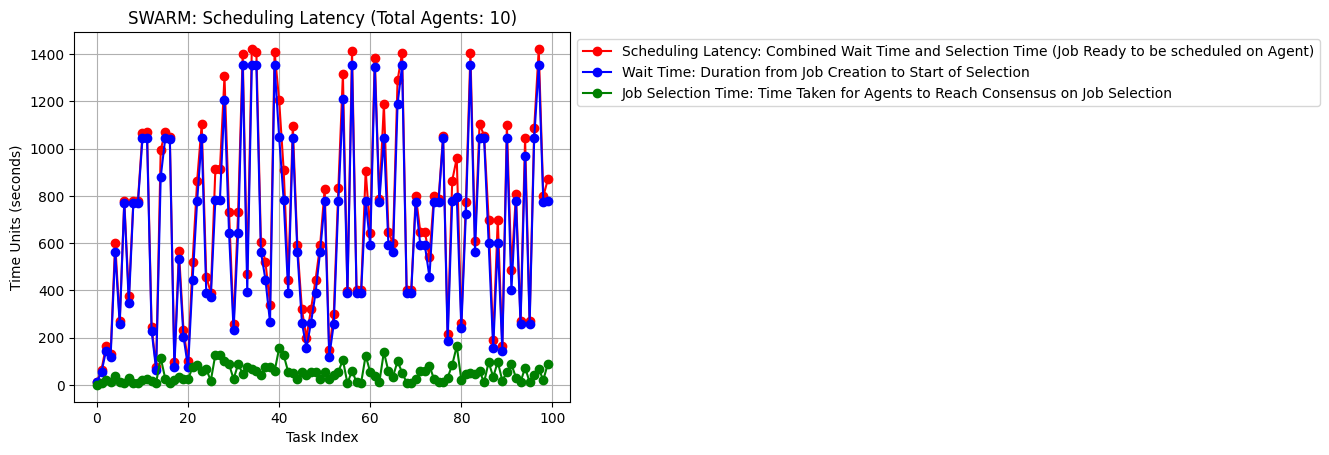 SWARM: Scheduling Latency (Total Agents: 10)
Scheduling Latency: Combined Wait Time and Selection Time (Job Ready to be scheduled on Agent)
Wait Time: Duration from Job Creation to Start of Selection
Job Selection Time: Time Taken for Agents to Reach Consensus on Job Selection
Time Units (seconds)
1400
1200
1000
800
600
400
200
0
0 20 40 60 80 100
Task Index